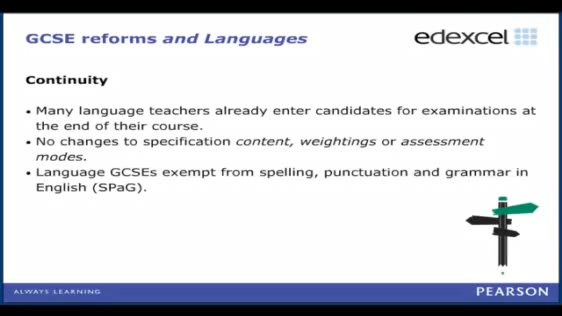 GCSE reforms and Languages
edexcel
Continuity
• Many language teachers already enter candidates for examinations at
the end of their course.
• No changes to specification content, weightings or assessment
modes.
• Language GCSEs exempt from spelling, punctuation and grammar in
English (SPaG).
ALWAYS LEARNING
PEARSON